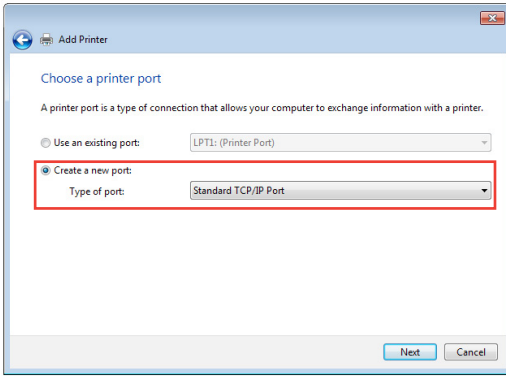 Add Printer
Choose a printer port
A printer port is a type of connection that allows your computer to exchange information with a printer.
Use an existing port: LPT1: (Printer Port)
Create a new port:
Type of port: Standard TCP/IP Port
Next Cancel